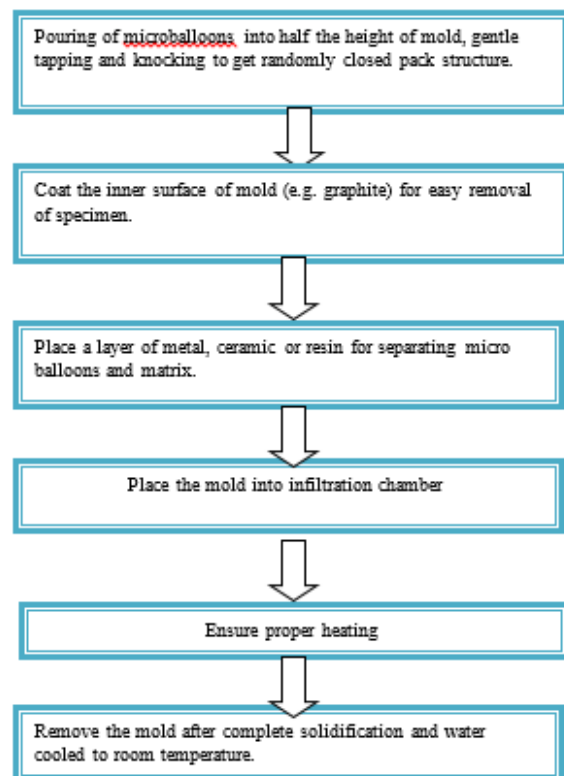 Pouring of microballoons into half the height of mold, gentle
tapping and knocking to get randomly closed pack structure.
Coat the inner surface of mold (e.g. graphite) for easy removal
of specimen.
Place a layer of metal, ceramic or resin for separating micro
balloons and matrix.
Place the mold into infiltration chamber
Ensure proper heating
Remove the mold after complete solidification and water
cooled to room temperature.